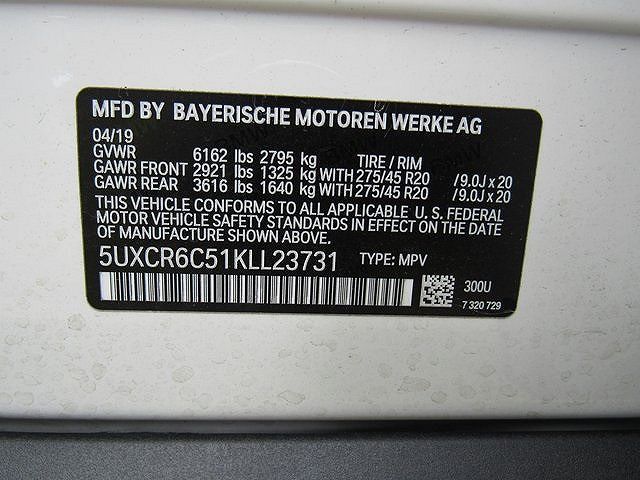 MFD BY BAYERISCHE MOTOREN WERKE AG
04/19
GVWR 6162 lbs 2795 kg TIRE / RIM
GAWR FRONT 2921 lbs 1325 kg WITH 275/45 R20 /9.0J x 20
GAWR REAR 3616 lbs 1640 kg WITH 275/45 R20 /9.0J x 20
THIS VEHICLE CONFORMS TO ALL APPLICABLE U. S. FEDERAL
MOTOR VEHICLE SAFETY STANDARDS IN EFFECT ON THE DATE
OF MANUFACTURE SHOWN ABOVE.
5UXCR6C51KLL23731 TYPE: MPV
300U
7 320 729